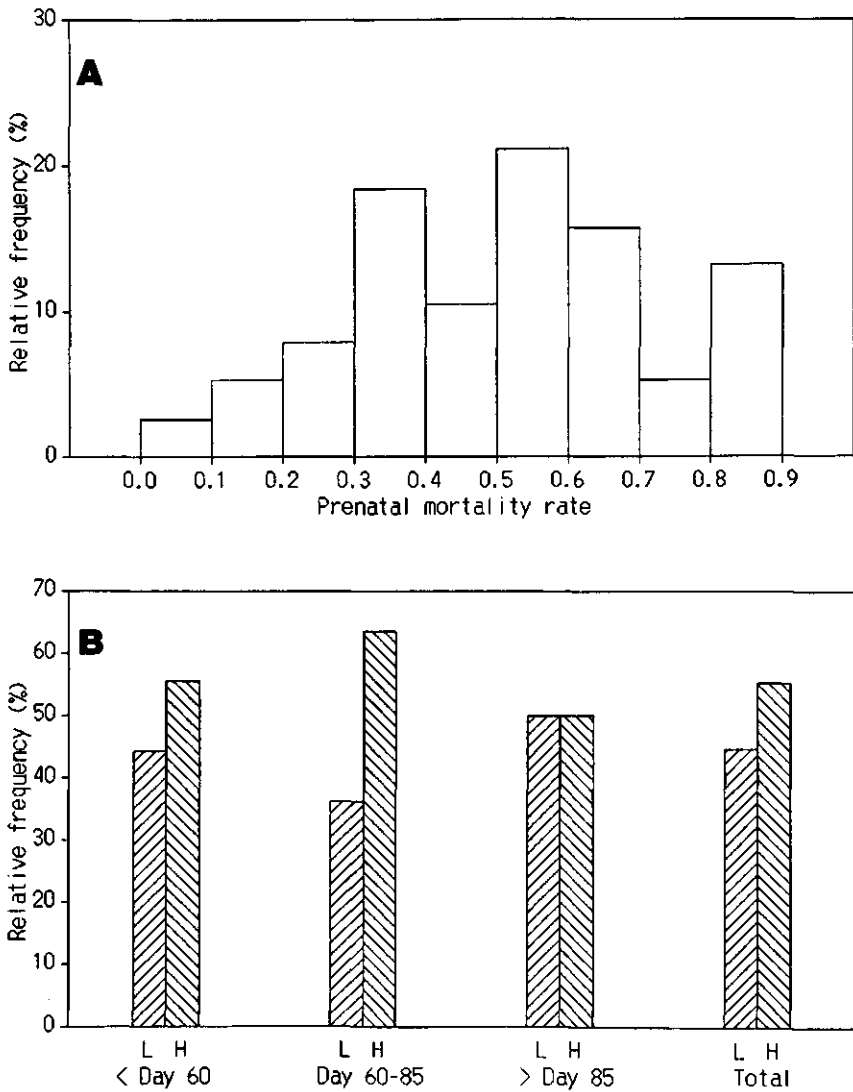 30
A
20
10
0
Relative frequency (%)
0.0 0.1 0.2 0.3 0.4 0.5 0.6 0.7 0.8 0.9
Prenatal mortality rate
70
B
60
50
40
30
20
10
0
Relative frequency (%)
L H L H L H L H
< Day 60 Day 60-85 > Day 85 Total